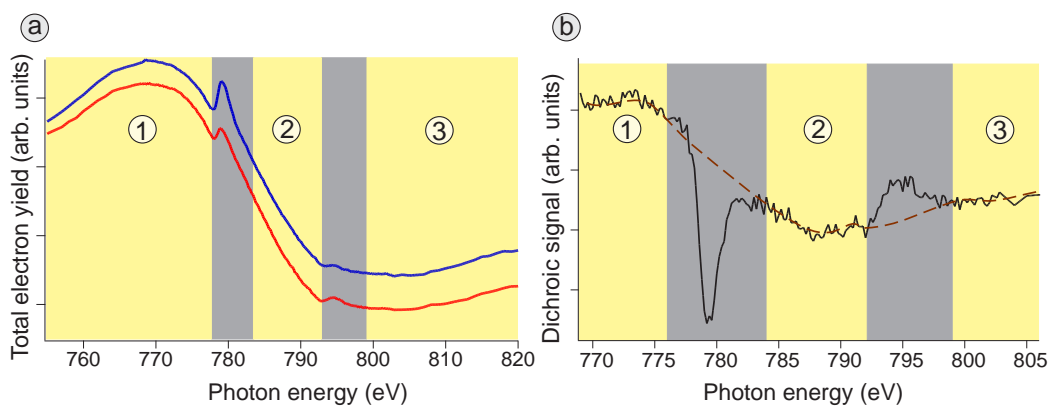 a
Total electron yield (arb. units)
1
2
3
760 770 780 790 800 810 820
Photon energy (eV)
b
Dichroic signal (arb. units)
1
2
3
770 775 780 785 790 795 800 805
Photon energy (eV)